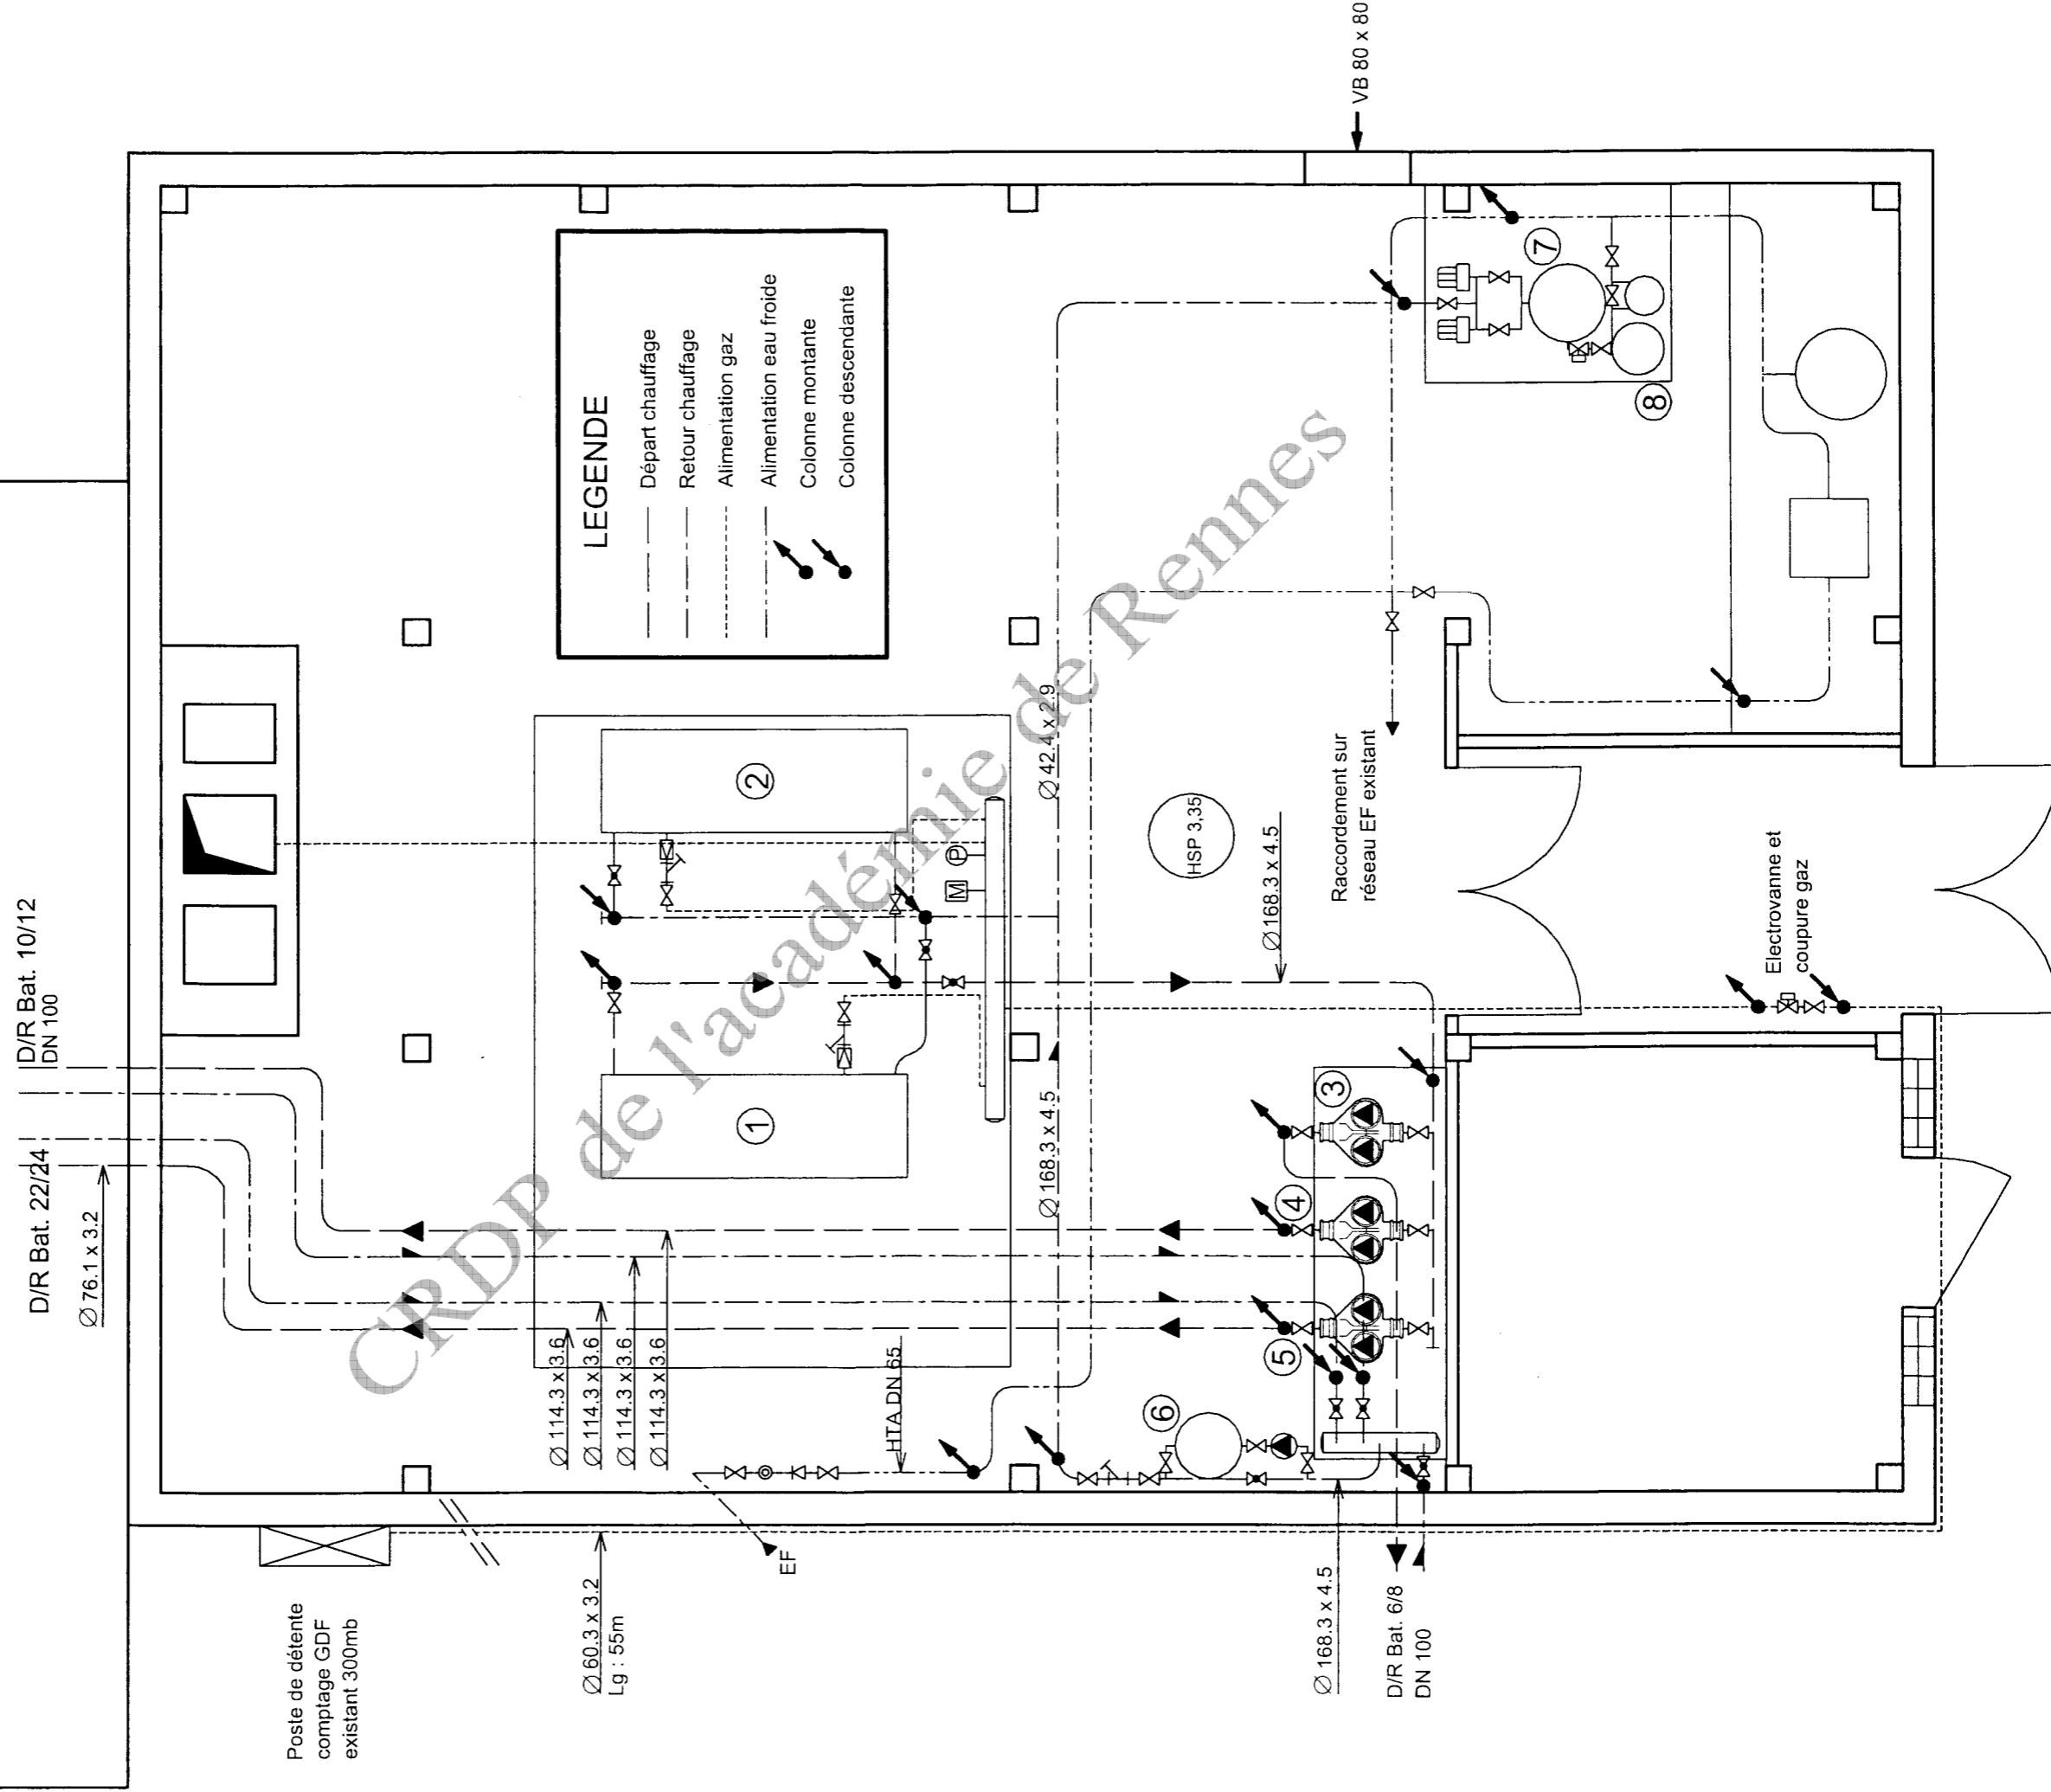 D/R Bat. 10/12
DN 100
D/R Bat. 22/24
Ø 76.1 x 3.2
LEGENDE
Départ chauffage
Retour chauffage
Alimentation gaz
Alimentation eau froide
Colonne montante
Colonne descendante
VB 80 x 80
1
2
3
4
5
6
7
8
M
P
Ø 42.4 x 2.9
HSP 3,35
Ø 168.3 x 4.5
Ø 168.3 x 4.5
Raccordement sur
réseau EF existant
Electrovanne et
coupure gaz
Ø 114.3 x 3.6
Ø 114.3 x 3.6
Ø 114.3 x 3.6
Ø 114.3 x 3.6
HTA DN 65
EF
Poste de détente
comptage GDF
existant 300mb
Ø 60.3 x 3.2
Lg : 55m
Ø 168.3 x 4.5
D/R Bat. 6/8
DN 100
CRDP de l'académie de Rennes